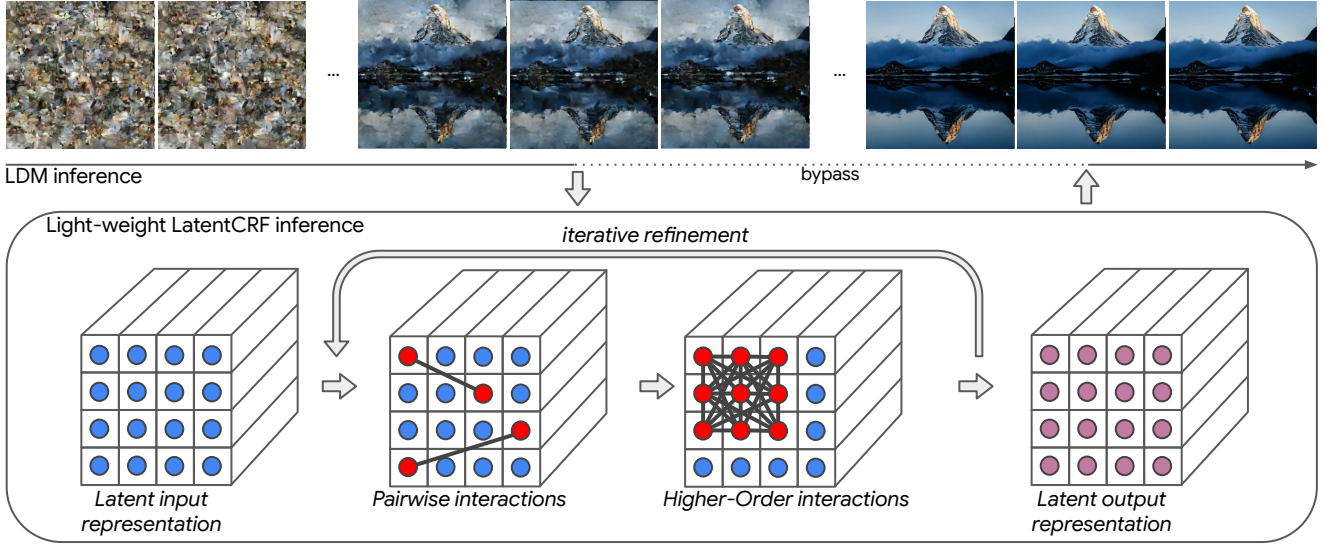 ...
...
LDM inference
bypass
Light-weight LatentCRF inference
iterative refinement
Latent input
representation
Pairwise interactions
Higher-Order interactions
Latent output
representation